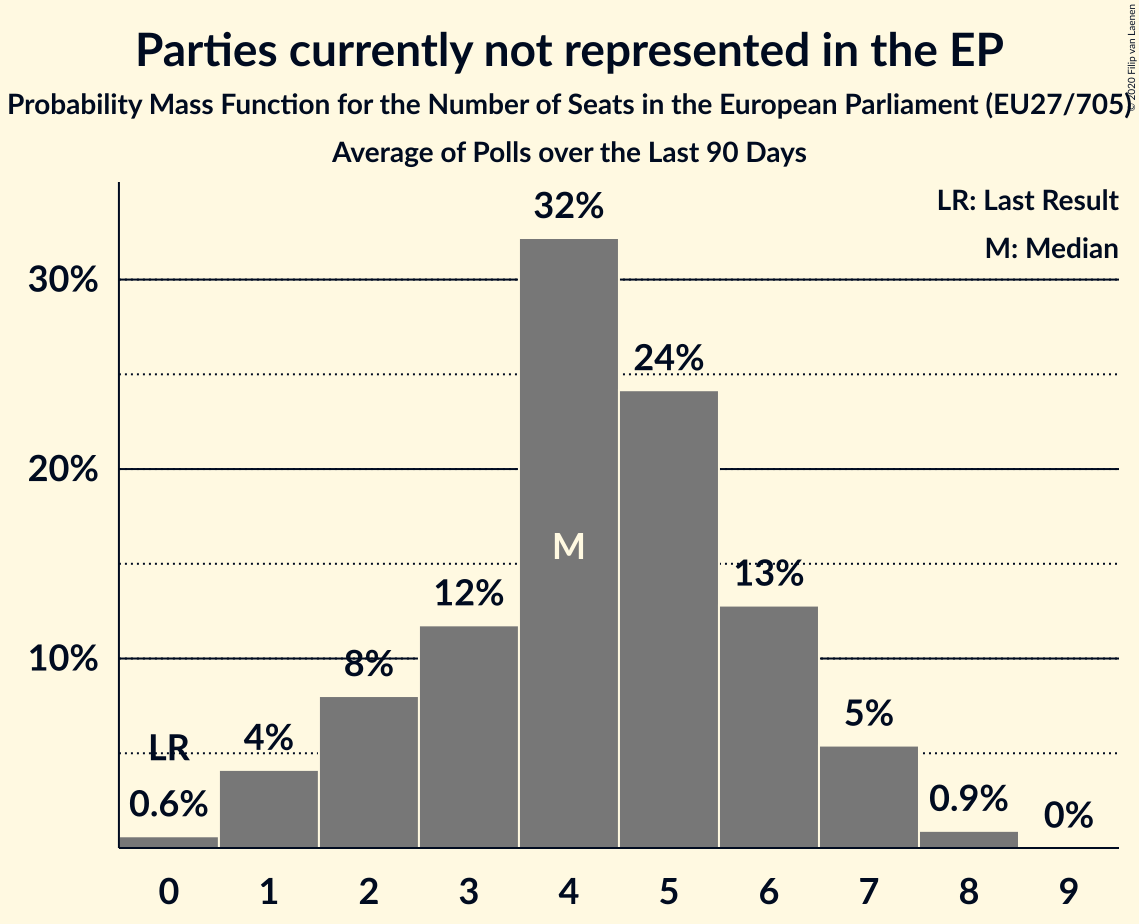 Parties currently not represented in the EP
Probability Mass Function for the Number of Seats in the European Parliament (EU27/705)
Average of Polls over the Last 90 Days
© 2020 Filip van Laenen
LR: Last Result
M: Median
30%
20%
10%
LR
0.6%
4%
8%
12%
32%
M
24%
13%
5%
0.9%
0%
0 1 2 3 4 5 6 7 8 9